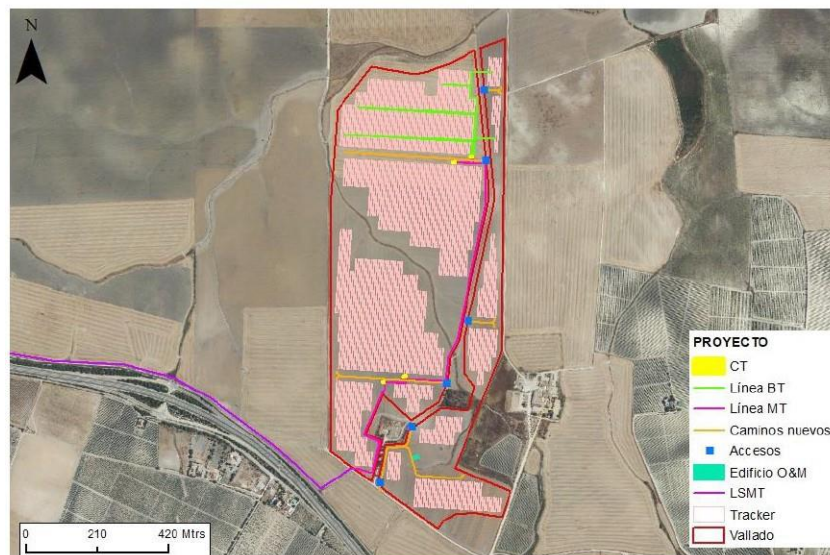 N
PROYECTO
CT
Línea BT
Línea MT
Caminos nuevos
Accesos
Edificio O&M
LSMT
Tracker
Vallado
0 210 420 Mtrs